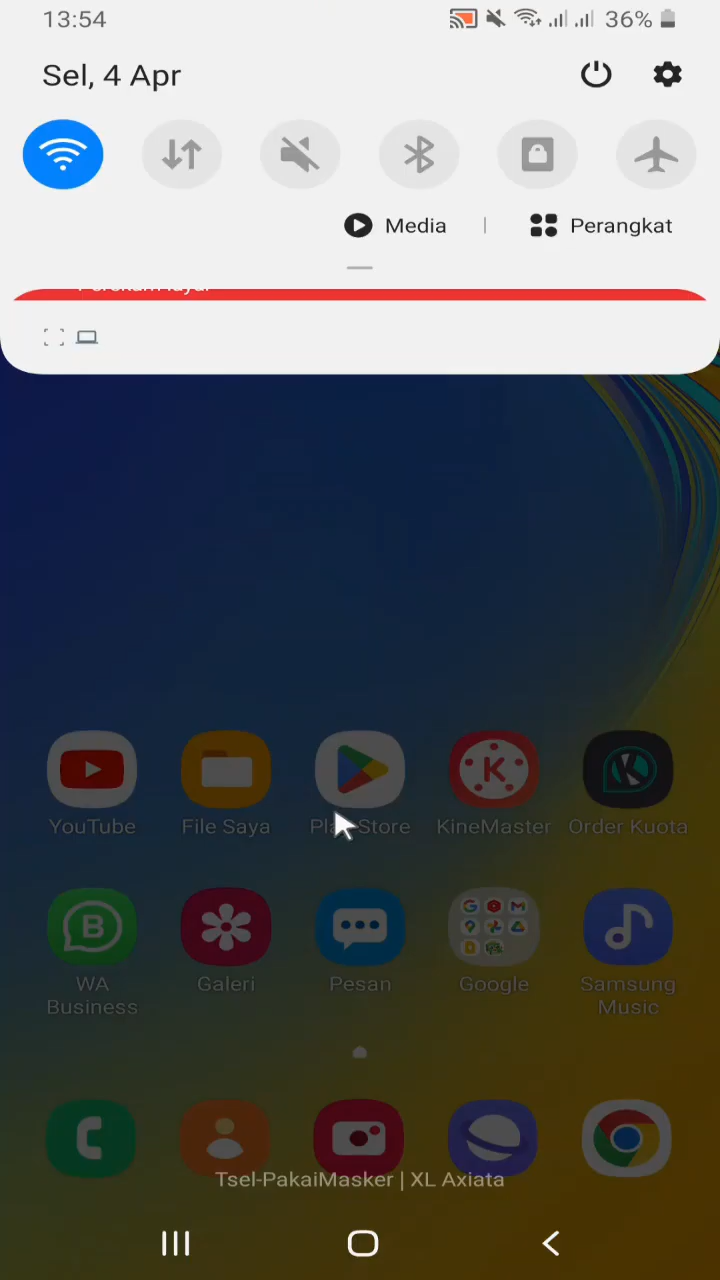 13:54
36%
Sel, 4 Apr
Media | Perangkat
YouTube
File Saya
Play Store
KineMaster
Order Kuota
WA
Business
Galeri
Pesan
Google
Samsung
Music
Tsel-PakaiMasker | XL Axiata